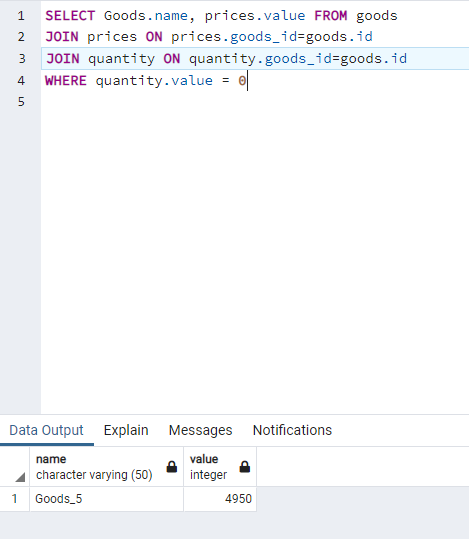 1 SELECT Goods.name, prices.value FROM goods
2 JOIN prices ON prices.goods_id=goods.id
3 JOIN quantity ON quantity.goods_id=goods.id
4 WHERE quantity.value = 0
5
Data Output Explain Messages Notifications
name value
character varying (50) integer
1 Goods_5 4950